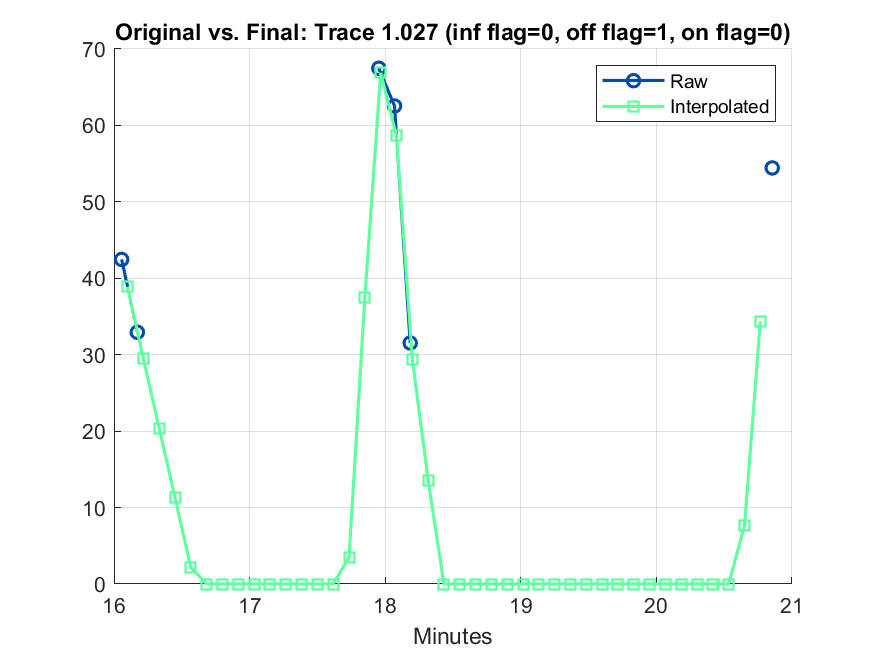 Original vs. Final: Trace 1.027 (inf flag=0, off flag=1, on flag=0)
70
60
50
40
30
20
10
0
Raw
Interpolated
16 17 18 19 20 21
Minutes